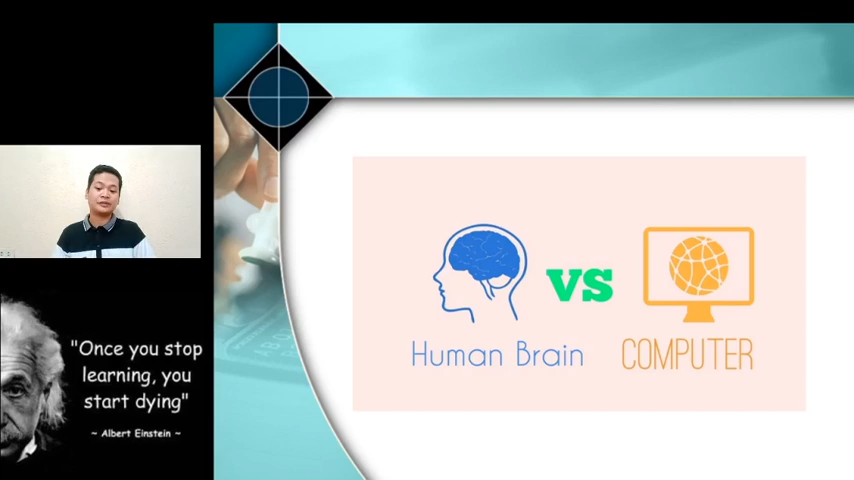 "Once you stop
learning, you
start dying"
~ Albert Einstein ~
vs
Human Brain
COMPUTER